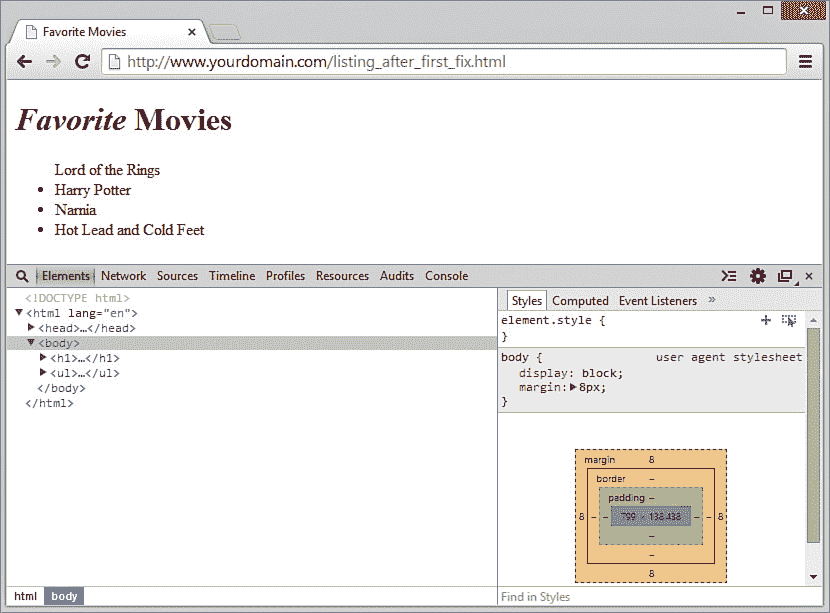 Favorite Movies
http://www.yourdomain.com/listing_after_first_fix.html
Favorite Movies
Lord of the Rings
Harry Potter
Narnia
Hot Lead and Cold Feet
Elements Network Sources Timeline Profiles Resources Audits Console
<!DOCTYPE html>
<html lang="en">
<head>…</head>
<body>
<h1>…</h1>
<ul>…</ul>
</body>
</html>
html body
Styles Computed Event Listeners »
element.style {
}
body { user agent stylesheet
display: block;
margin: 8px;
}
margin 8
border –
padding –
8 – – 799 × 138.438 – – 8
–
–
8
Find in Styles